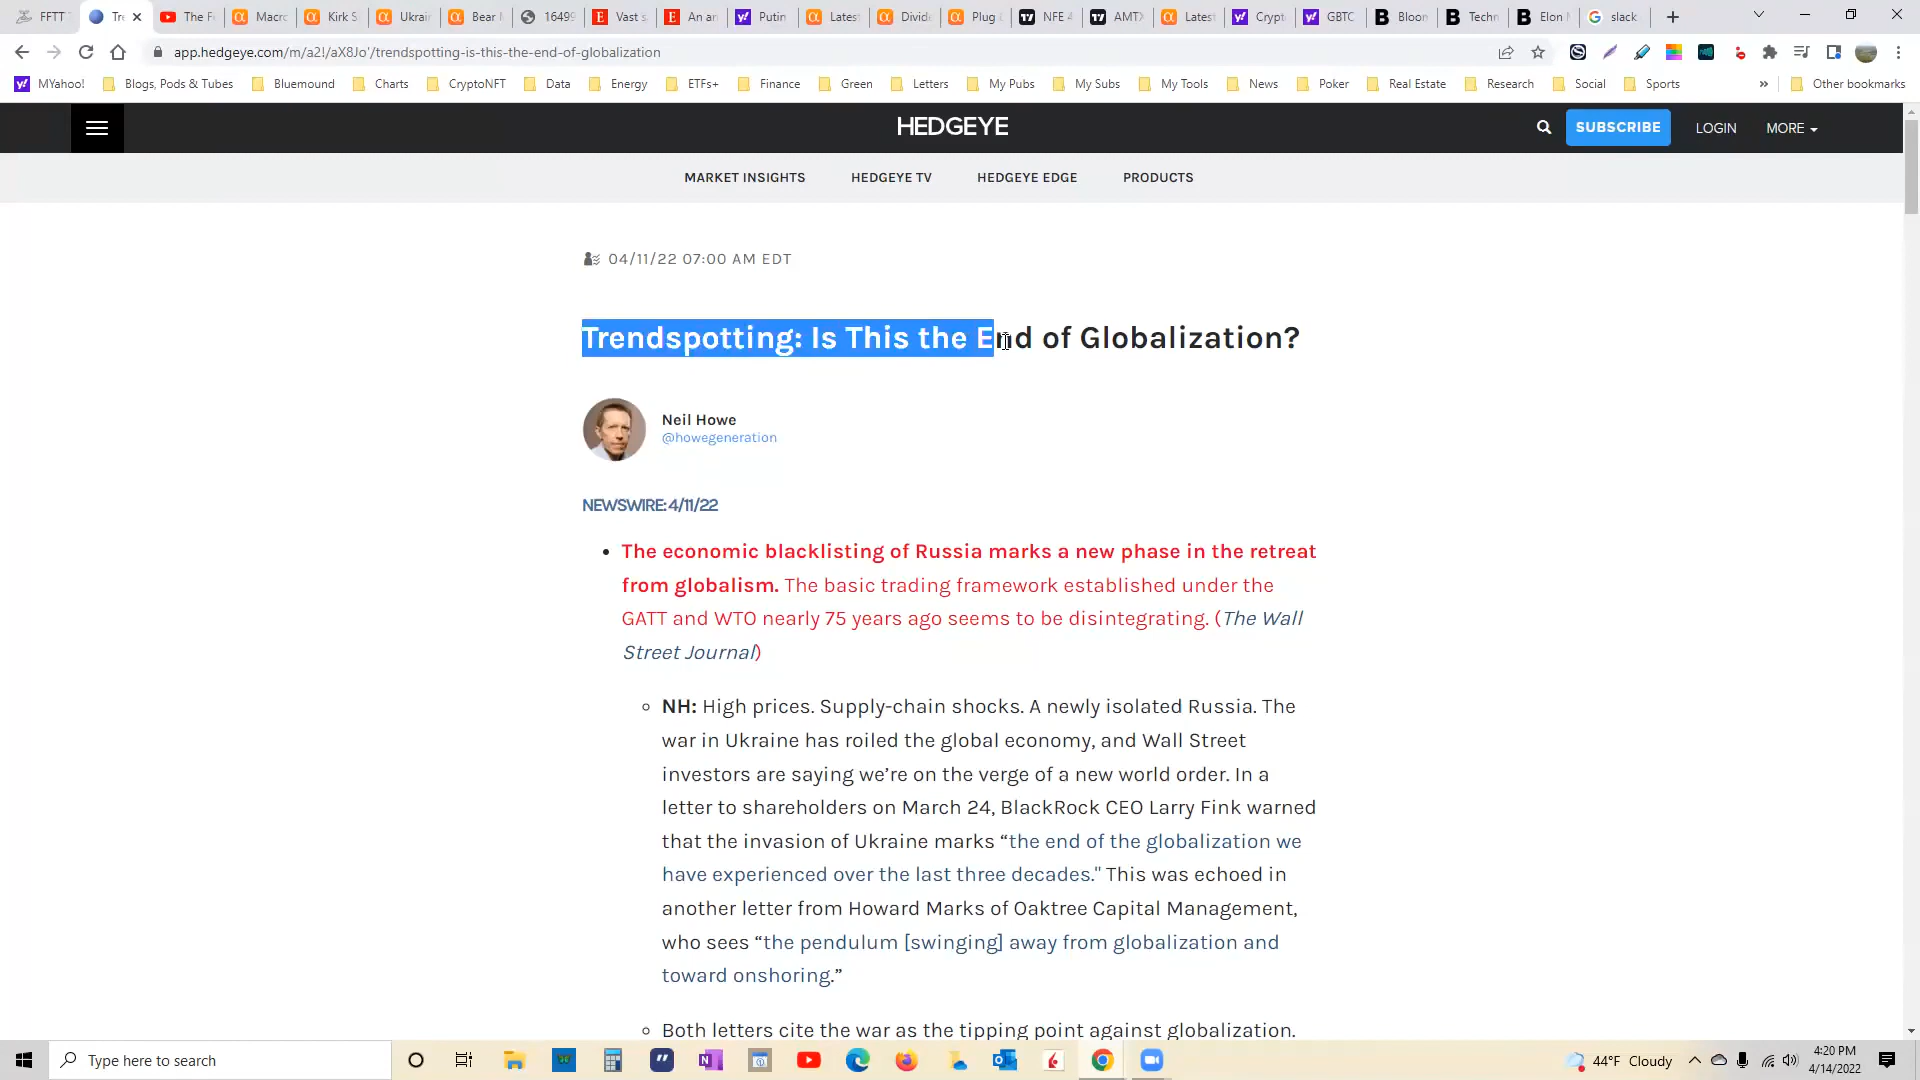 FFTT
Tre
The F
Macro
Kirk S
Ukrai
Bear M
16499
Vast s
An an
Putin
Latest
Divid
Plug
NFE 4
AMTX
Latest
Crypt
GBTC
Bloon
Techn
Elon M
slack
app.hedgeye.com/m/a2!/aX8Jo'/trendspotting-is-this-the-end-of-globalization
MYahoo!
Blogs, Pods & Tubes
Bluemound
Charts
CryptoNFT
Data
Energy
ETFs+
Finance
Green
Letters
My Pubs
My Subs
My Tools
News
Poker
Real Estate
Research
Social
Sports
»
Other bookmarks
HEDGEYE
SUBSCRIBE
LOGIN
MORE
MARKET INSIGHTS
HEDGEYE TV
HEDGEYE EDGE
PRODUCTS
04/11/22 07:00 AM EDT
Trendspotting: Is This the End of Globalization?
Neil Howe
@howegeneration
NEWSWIRE: 4/11/22
• The economic blacklisting of Russia marks a new phase in the retreat
from globalism. The basic trading framework established under the
GATT and WTO nearly 75 years ago seems to be disintegrating. (The Wall
Street Journal)
NH: High prices. Supply-chain shocks. A newly isolated Russia. The
war in Ukraine has roiled the global economy, and Wall Street
investors are saying we’re on the verge of a new world order. In a
letter to shareholders on March 24, BlackRock CEO Larry Fink warned
that the invasion of Ukraine marks “the end of the globalization we
have experienced over the last three decades." This was echoed in
another letter from Howard Marks of Oaktree Capital Management,
who sees “the pendulum [swinging] away from globalization and
toward onshoring.”
Both letters cite the war as the tipping point against globalization.
Type here to search
44°F Cloudy
4:20 PM
4/14/2022